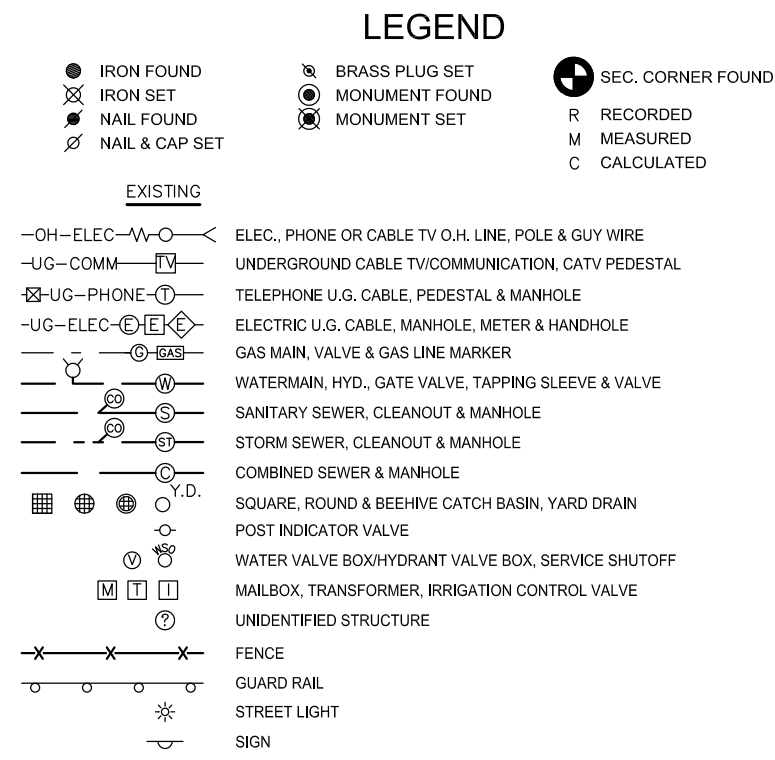 LEGEND
IRON FOUND
IRON SET
NAIL FOUND
NAIL & CAP SET
BRASS PLUG SET
MONUMENT FOUND
MONUMENT SET
SEC. CORNER FOUND
R RECORDED
M MEASURED
C CALCULATED
EXISTING
OH-ELEC ELEC., PHONE OR CABLE TV O.H. LINE, POLE & GUY WIRE
UG-COMM TV UNDERGROUND CABLE TV/COMMUNICATION, CATV PEDESTAL
UG-PHONE T TELEPHONE U.G. CABLE, PEDESTAL & MANHOLE
UG-ELEC E E E ELECTRIC U.G. CABLE, MANHOLE, METER & HANDHOLE
G GAS GAS MAIN, VALVE & GAS LINE MARKER
W WATERMAIN, HYD., GATE VALVE, TAPPING SLEEVE & VALVE
CO S SANITARY SEWER, CLEANOUT & MANHOLE
CO ST STORM SEWER, CLEANOUT & MANHOLE
C COMBINED SEWER & MANHOLE
Y.D. SQUARE, ROUND & BEEHIVE CATCH BASIN, YARD DRAIN
POST INDICATOR VALVE
V WSO WATER VALVE BOX/HYDRANT VALVE BOX, SERVICE SHUTOFF
M T I MAILBOX, TRANSFORMER, IRRIGATION CONTROL VALVE
? UNIDENTIFIED STRUCTURE
FENCE
GUARD RAIL
STREET LIGHT
SIGN